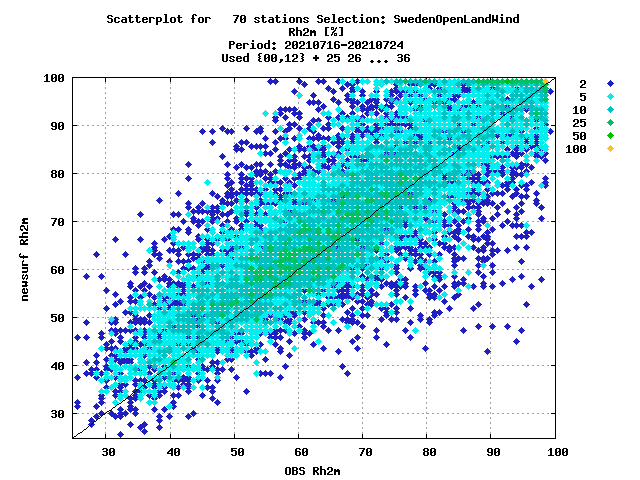 Scatterplot for   70 stations Selection: SwedenOpenLandWind
Rh2m [%]
Period: 20210716-20210724
Used {00,12} + 25 26 ... 36
100
90
80
70
60
50
40
30
newsurf Rh2m
30 40 50 60 70 80 90 100
OBS Rh2m
2
5
10
25
50
100